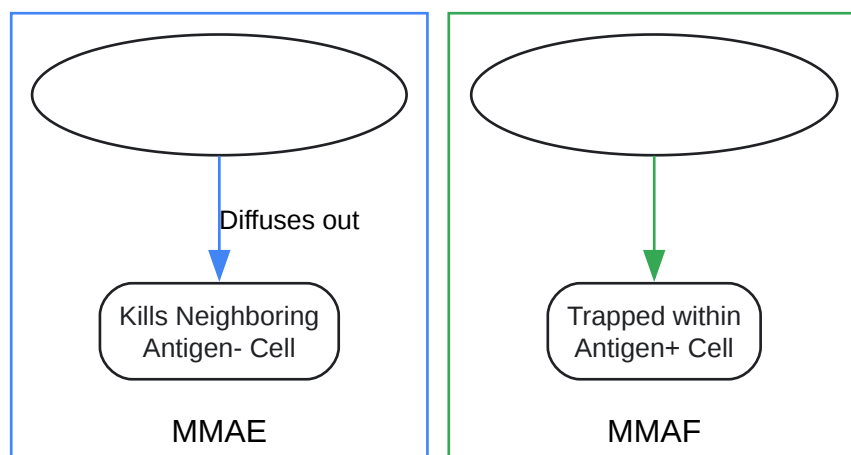 Diffuses out
Kills Neighboring
Antigen- Cell
MMAE
Trapped within
Antigen+ Cell
MMAF